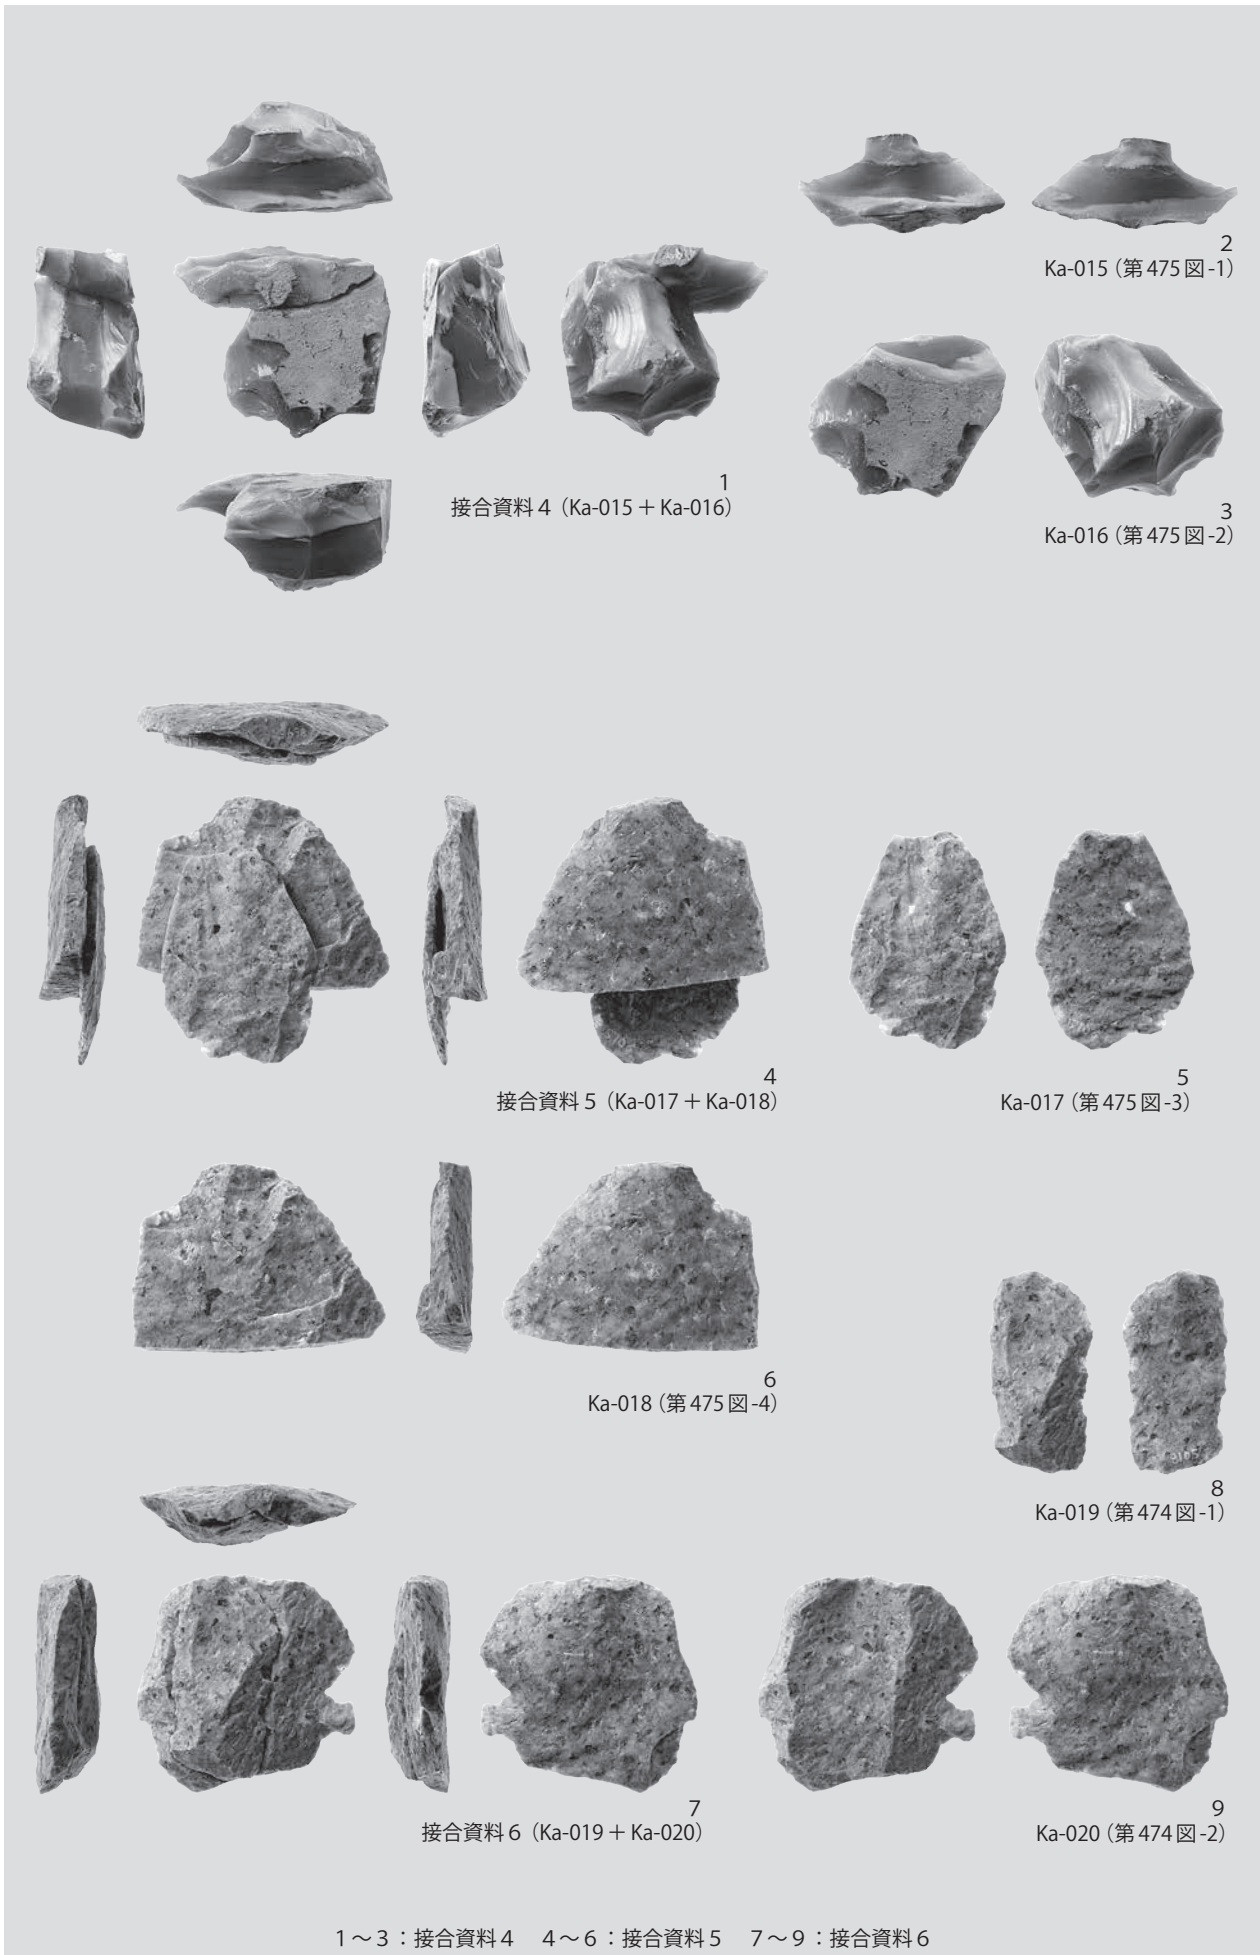 1
接合資料4（Ka-015＋Ka-016）
2
Ka-015（第475図-1）
3
Ka-016（第475図-2）
4
接合資料5（Ka-017＋Ka-018）
5
Ka-017（第475図-3）
6
Ka-018（第475図-4）
8
Ka-019（第474図-1）
7
接合資料6（Ka-019＋Ka-020）
9
Ka-020（第474図-2）
1～3：接合資料4　4～6：接合資料5　7～9：接合資料6